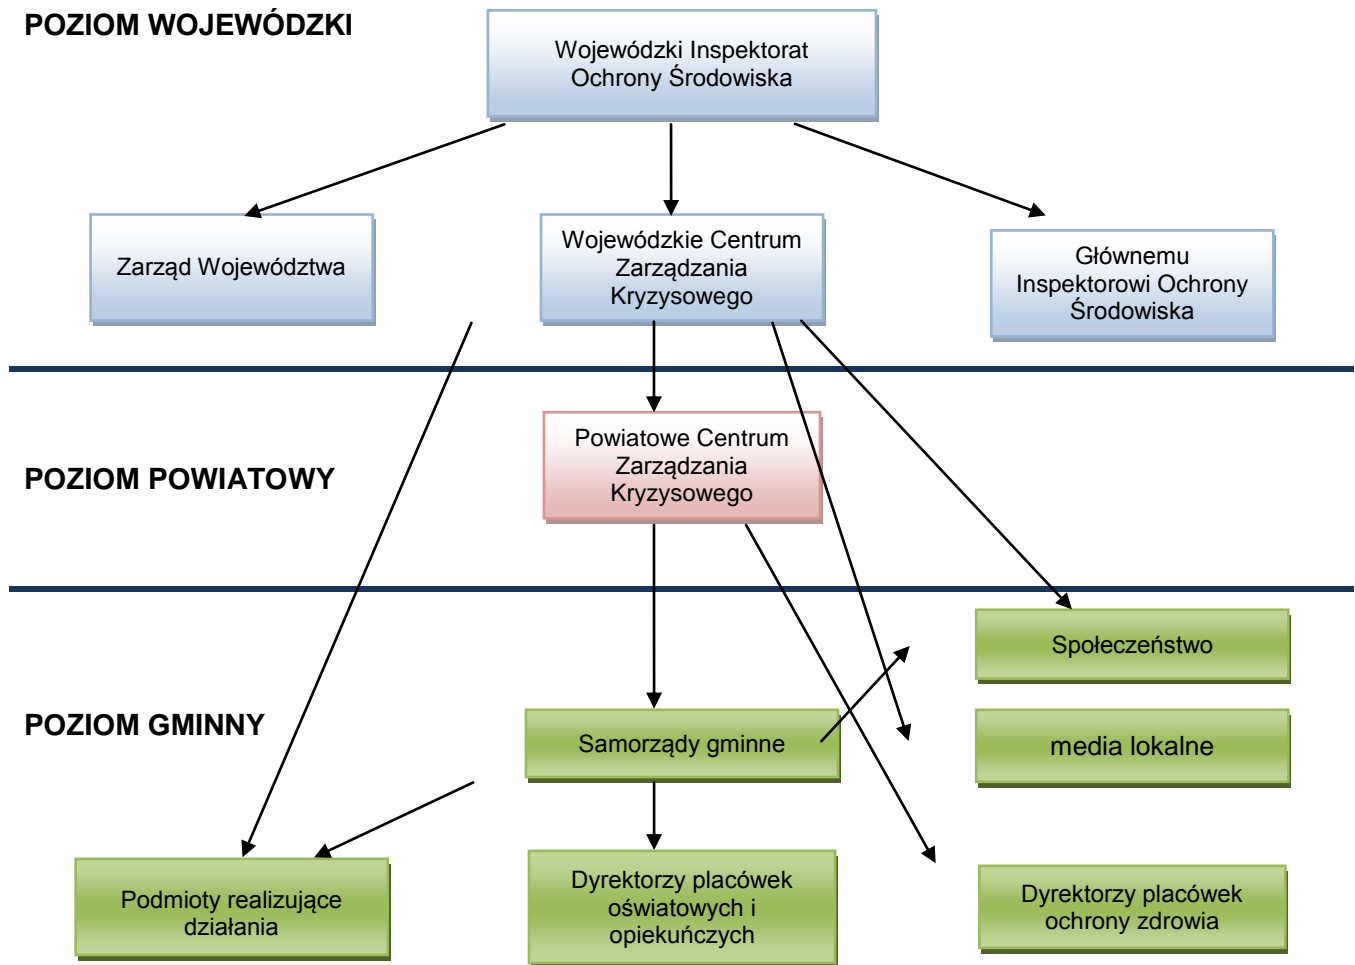 POZIOM WOJEWÓDZKI
Wojewódzki Inspektorat
Ochrony Środowiska
Zarząd Województwa
Wojewódzkie Centrum
Zarządzania
Kryzysowego
Głównemu
Inspektorowi Ochrony
Środowiska
POZIOM POWIATOWY
Powiatowe Centrum
Zarządzania
Kryzysowego
POZIOM GMINNY
Społeczeństwo
Samorządy gminne
media lokalne
Podmioty realizujące
działania
Dyrektorzy placówek
oświatowych i
opiekuńczych
Dyrektorzy placówek
ochrony zdrowia